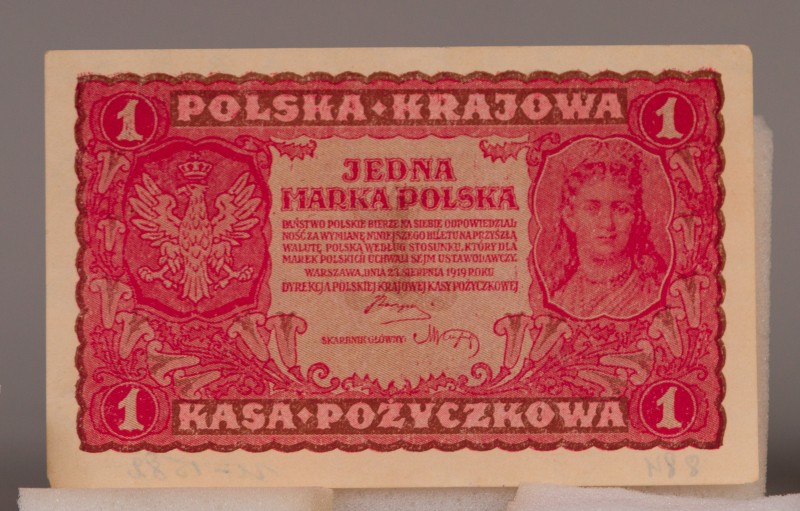 1 POLSKA · KRAJOWA 1
JEDNA
MARKA POLSKA
PAŃSTWO POLSKIE BIERZE NA SIEBIE ODPOWIEDZIAL-
NOŚĆ ZA WYMIANĘ NINIEJSZEGO BILETU NA PRZYSZŁĄ
WALUTĘ POLSKĄ WEDŁUG STOSUNKU, KTÓRY DLA
MAREK POLSKICH UCHWALI SEJM USTAWODAWCZY.
WARSZAWA, DNIA 23. SIERPNIA 1919 ROKU
DYREKCJA POLSKIEJ KRAJOWEJ KASY POŻYCZKOWEJ
SKARBNIK GŁÓWNY:
1 KASA · POŻYCZKOWA 1